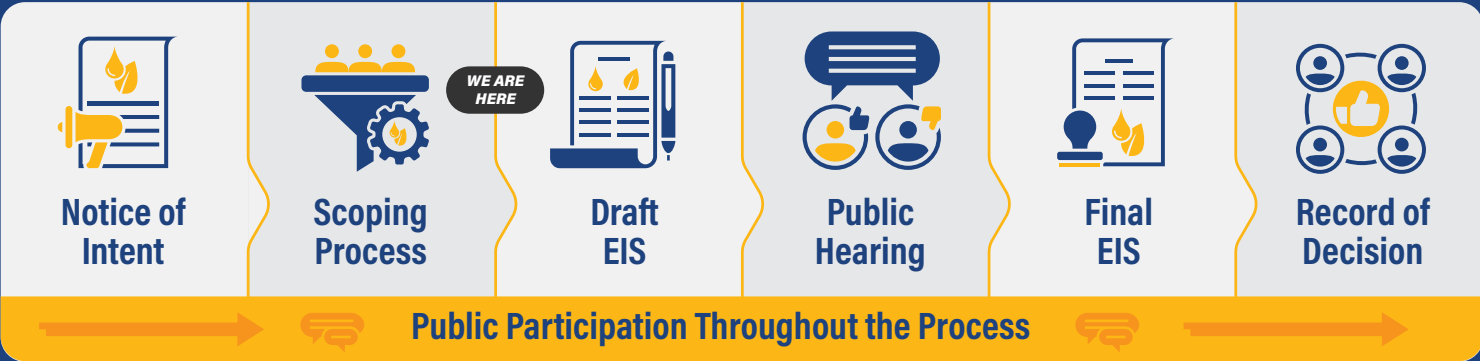 WE ARE
HERE
Notice of
Intent
Scoping
Process
Draft
EIS
Public
Hearing
Final
EIS
Record of
Decision
Public Participation Throughout the Process